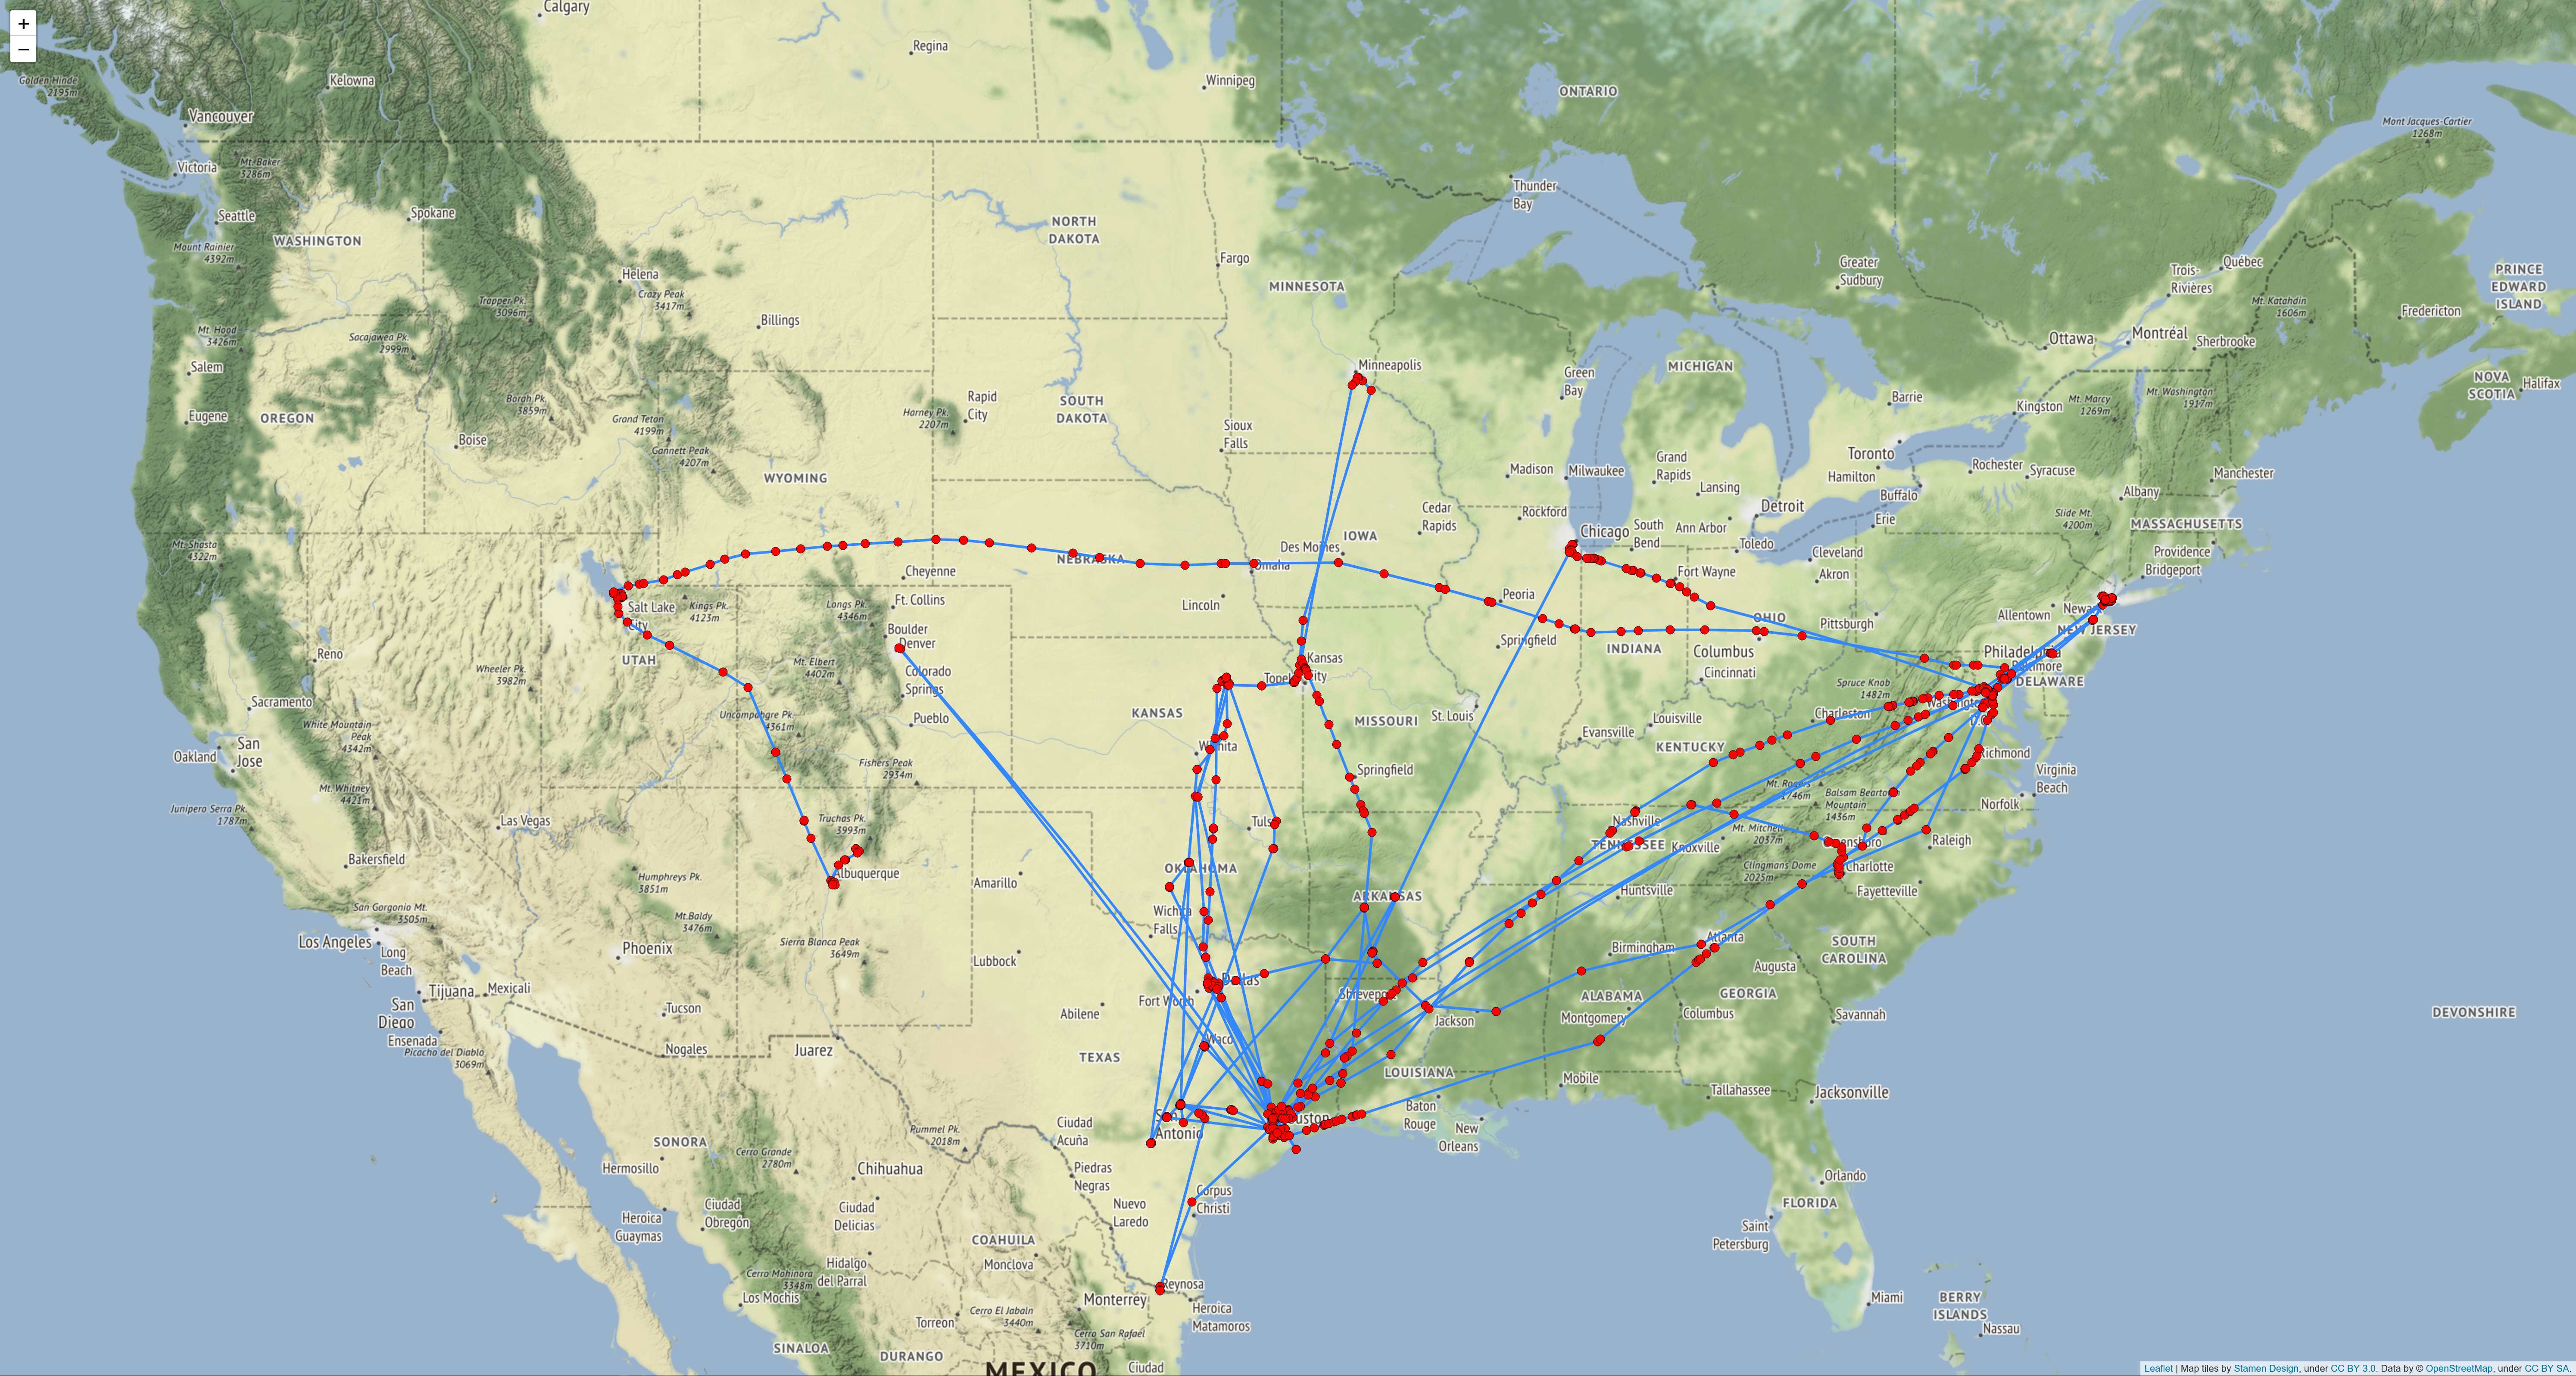 +
−
Calgary
Regina
Winnipeg
Golden Hinde
2195m
Kelowna
ONTARIO
Vancouver
Mont Jacques-Cartier
1268m
Victoria
Mt. Baker
3286m
Thunder
Bay
Seattle
Spokane
WASHINGTON
NORTH
DAKOTA
Mount Rainier
4392m
Helena
Fargo
Greater
Sudbury
Québec
Trois-
Rivières
PRINCE
EDWARD
ISLAND
Trapper Pk.
3096m
Crazy Peak
3417m
MINNESOTA
Mt. Katahdin
1606m
Fredericton
Billings
Mt. Hood
3426m
Sacajawea Pk.
2999m
Ottawa
Montréal
Sherbrooke
Salem
Minneapolis
Green
Bay
MICHIGAN
NOVA
SCOTIA
Halifax
Eugene
OREGON
Borah Pk.
3859m
Grand Teton
4199m
Harney Pk.
2207m
Rapid
City
SOUTH
DAKOTA
Barrie
Kingston
Mt. Marcy
1269m
Mt. Washington
1917m
Boise
Gannett Peak
4207m
Sioux
Falls
Toronto
Hamilton
WYOMING
Madison
Milwaukee
Grand
Rapids
Lansing
Rochester
Syracuse
Manchester
Buffalo
Albany
Cedar
Rapids
Rockford
Detroit
Erie
Slide Mt.
4200m
MASSACHUSETTS
Mt. Shasta
4322m
Des Moines
IOWA
Chicago
South
Bend
Ann Arbor
Toledo
Cleveland
Akron
Providence
Bridgeport
NEBRASKA
Omaha
Cheyenne
Fort Wayne
Salt Lake
City
Kings Pk.
4123m
Longs Pk.
4346m
Ft. Collins
Lincoln
Peoria
OHIO
Pittsburgh
Allentown
Newark
NEW JERSEY
Boulder
Denver
Reno
UTAH
Springfield
INDIANA
Columbus
Philadelphia
Baltimore
DELAWARE
Wheeler Pk.
3982m
Mt. Elbert
4346m
Colorado
Springs
Topeka
Kansas
City
Cincinnati
Spruce Knob
1482m
Washington
D.C.
Sacramento
White Mountain
Peak
4342m
Uncompahgre Pk.
4361m
Pueblo
KANSAS
MISSOURI
St. Louis
Louisville
Charleston
Evansville
KENTUCKY
Oakland
San
Jose
Wichita
Richmond
Fishers Peak
2934m
Springfield
Virginia
Beach
Mt. Whitney
4421m
Mt. Rogers
1746m
Junipero Serra Pk.
1787m
Balsam Beartown
Mountain
1436m
Norfolk
Las Vegas
Truchas Pk.
3993m
Tulsa
Nashville
TENNESSEE
Knoxville
Mt. Mitchell
2037m
Greensboro
Raleigh
Bakersfield
Albuquerque
Humphreys Pk.
3851m
Amarillo
OKLAHOMA
Clingmans Dome
2025m
Charlotte
ARKANSAS
Huntsville
Fayetteville
San Gorgonio Mt.
3505m
Mt.Baldy
3476m
Wichita
Falls
Los Angeles
Long
Beach
Phoenix
Sierra Blanca Peak
3649m
Lubbock
Birmingham
Atlanta
SOUTH
CAROLINA
Augusta
Tijuana
Mexicali
San
Diego
Tucson
Dallas
Fort Worth
Abilene
Shreveport
ALABAMA
GEORGIA
Jackson
Montgomery
Columbus
Savannah
DEVONSHIRE
Ensenada
Nogales
Juarez
Picacho del Diablo
3069m
TEXAS
Waco
LOUISIANA
Mobile
Tallahassee
Jacksonville
Baton
Rouge
Houston
San
Antonio
Ciudad
Acuña
Pummel Pk.
2018m
New
Orleans
SONORA
Hermosillo
Cerro Grande
2780m
Chihuahua
Piedras
Negras
Orlando
Corpus
Christi
Ciudad
Obregón
Ciudad
Delicias
Nuevo
Laredo
FLORIDA
Heroica
Guaymas
Saint
Petersburg
COAHUILA
Monclova
Hidalgo
del Parral
Cerro Mohinora
3348m
Los Mochis
Reynosa
Monterrey
Heroica
Matamoros
Cerro El Jabaln
3440m
Torreon
Miami
BERRY
ISLANDS
Nassau
Cerro San Rafael
3710m
SINALOA
DURANGO
MEXICO
Ciudad
Leaflet | Map tiles by Stamen Design, under CC BY 3.0. Data by © OpenStreetMap, under CC BY SA.